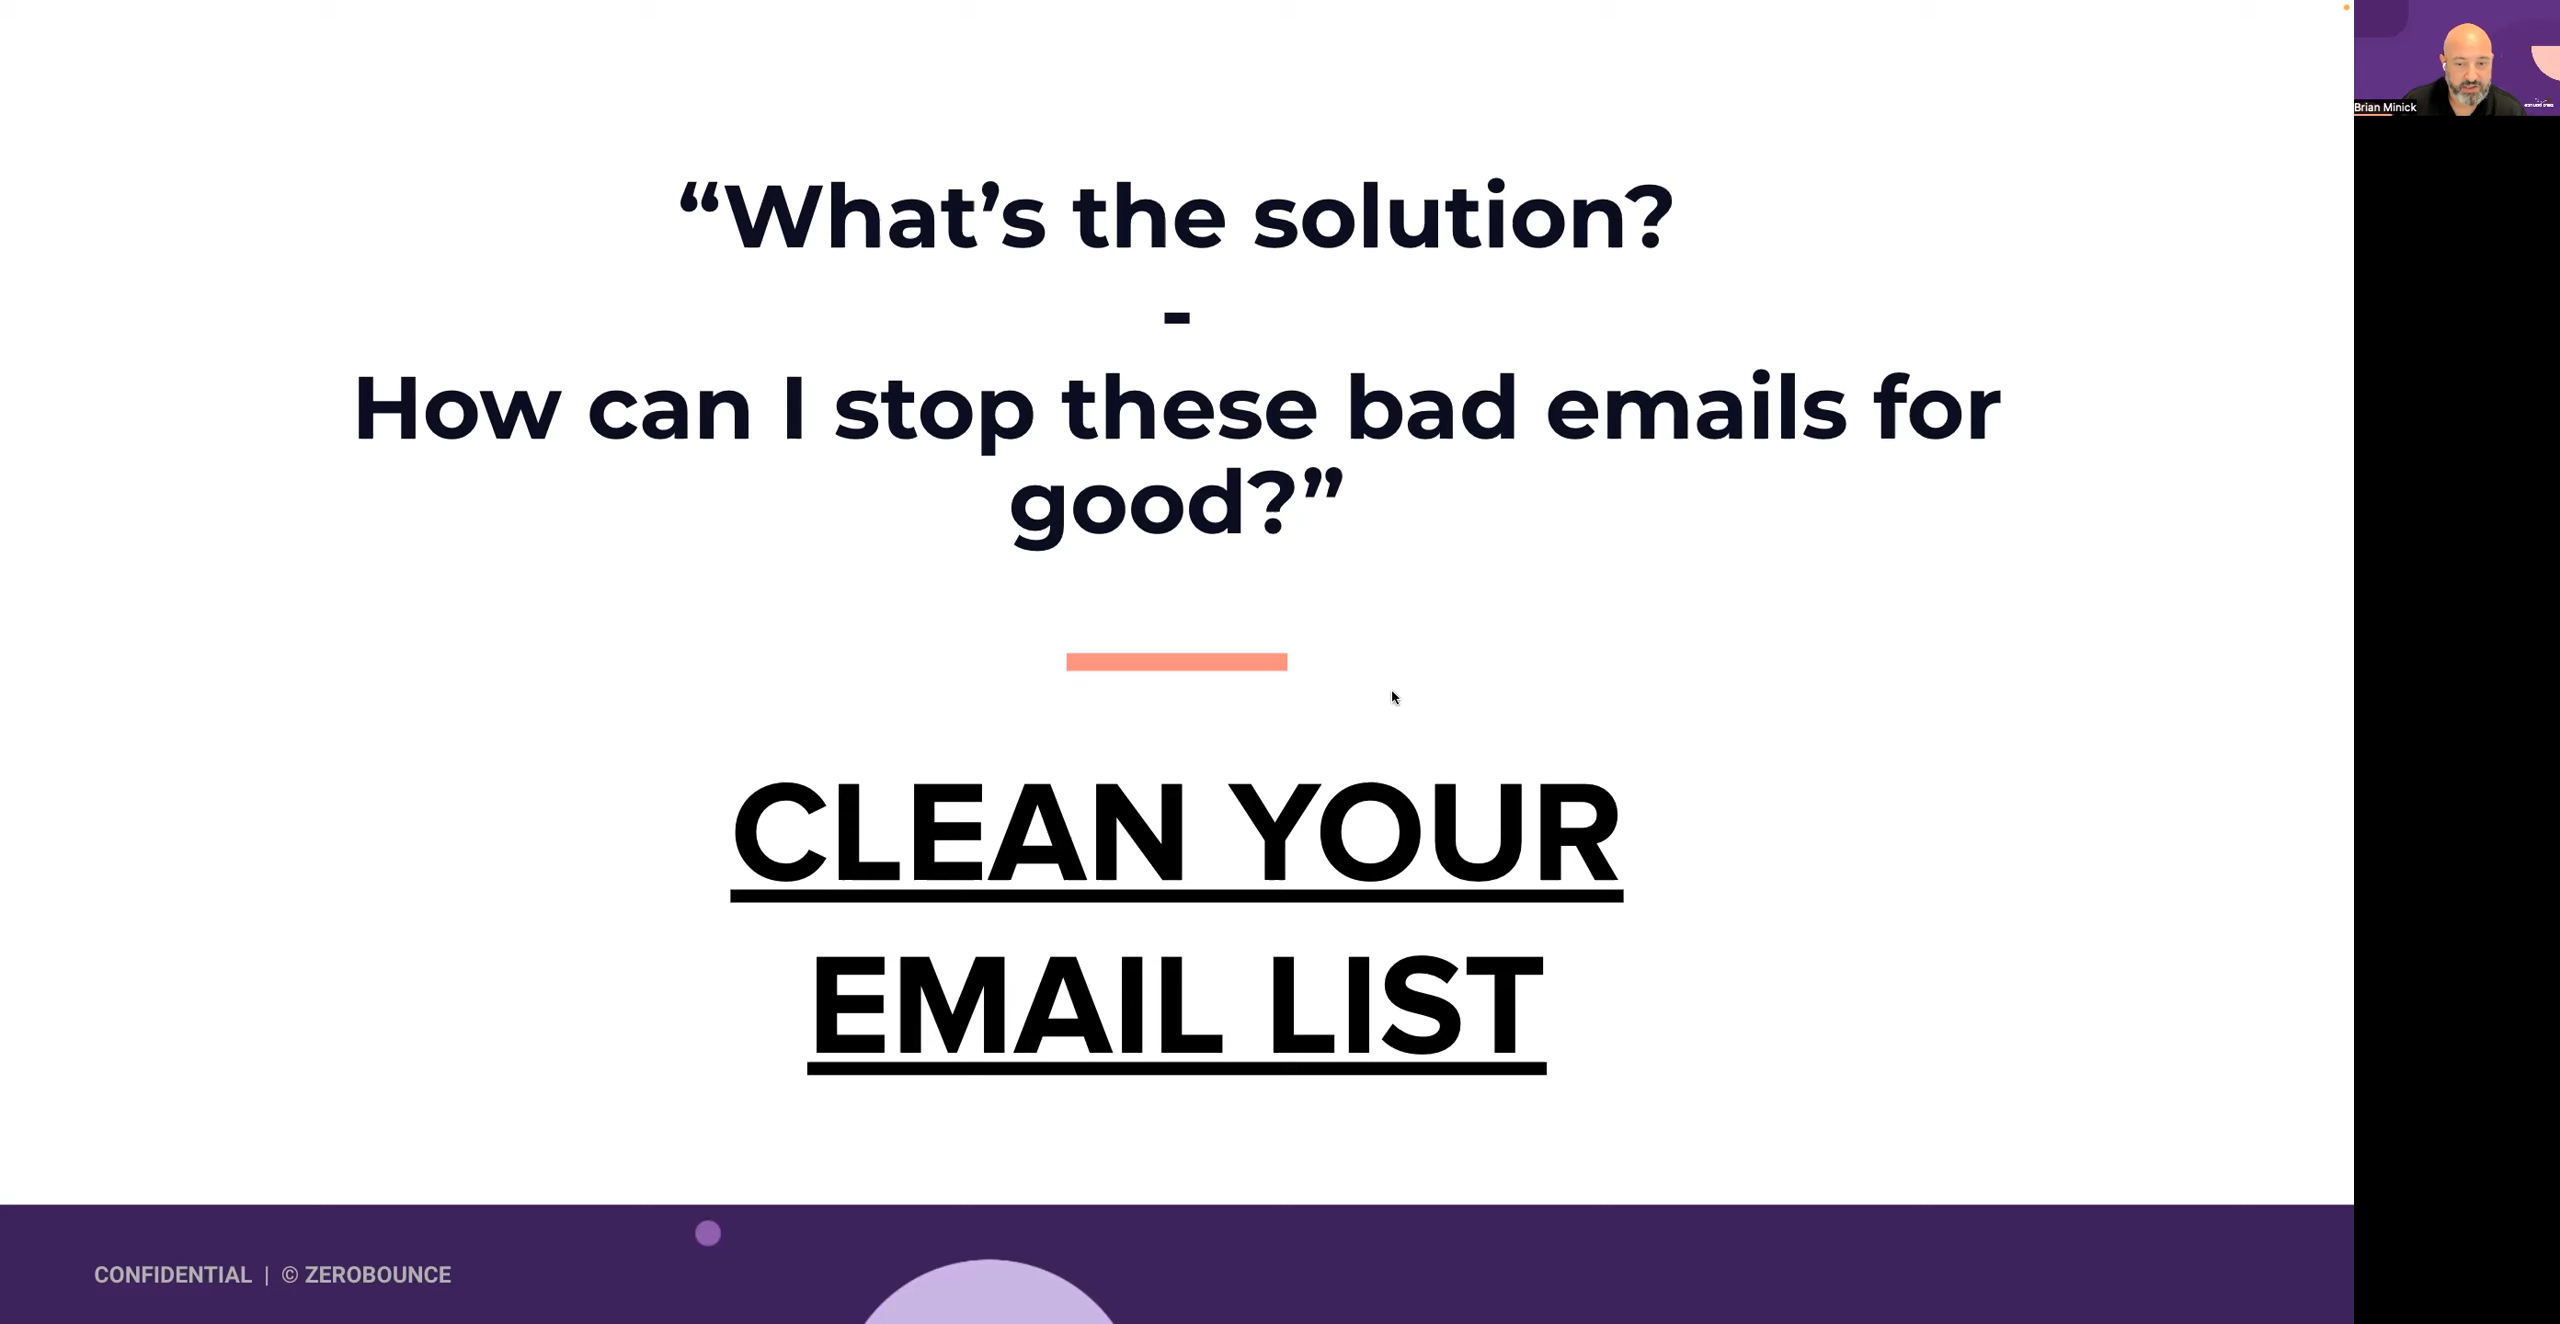 “What’s the solution?
-
How can I stop these bad emails for
good?”
CLEAN YOUR
EMAIL LIST
CONFIDENTIAL | © ZEROBOUNCE
Brian Minick